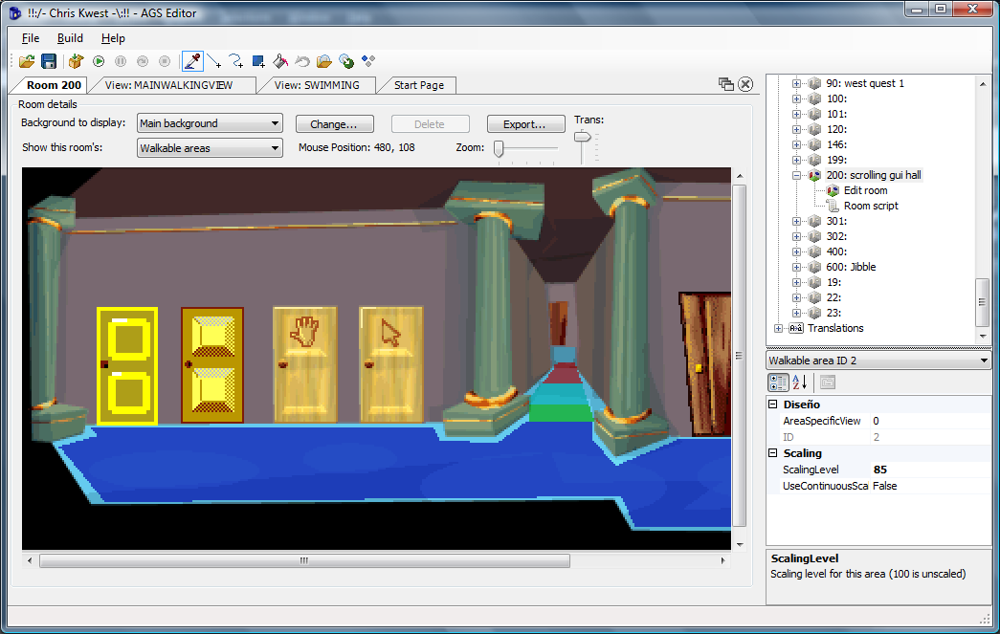 !!:/- Chris Kwest -\:!! - AGS Editor
File Build Help
Room 200 View: MAINWALKINGVIEW View: SWIMMING Start Page
Room details
Background to display: Main background Change... Delete Export... Trans:
Show this room's: Walkable areas Mouse Position: 480, 108 Zoom:
90: west quest 1
100:
101:
120:
146:
199:
200: scrolling gui hall
Edit room
Room script
301:
302:
400:
600: Jibble
19:
22:
23:
Translations
Walkable area ID 2
Diseño
AreaSpecificView 0
ID 2
Scaling
ScalingLevel 85
UseContinuousSca False
ScalingLevel
Scaling level for this area (100 is unscaled)